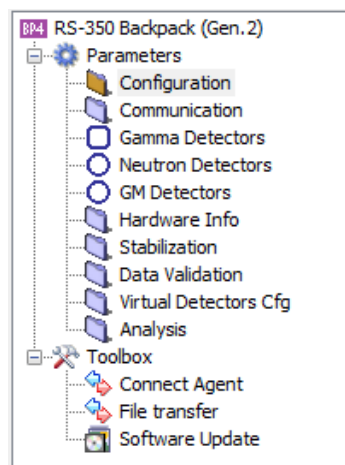 BP4 RS-350 Backpack (Gen.2)
Parameters
Configuration
Communication
Gamma Detectors
Neutron Detectors
GM Detectors
Hardware Info
Stabilization
Data Validation
Virtual Detectors Cfg
Analysis
Toolbox
Connect Agent
File transfer
Software Update